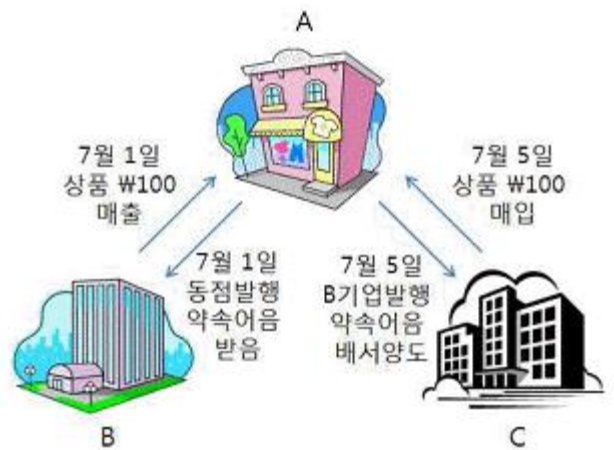 A
7월 1일
상품 ₩100
매출
7월 5일
상품 ₩100
매입
7월 1일
동점발행
약속어음
받음
7월 5일
B기업발행
약속어음
배서양도
B
C